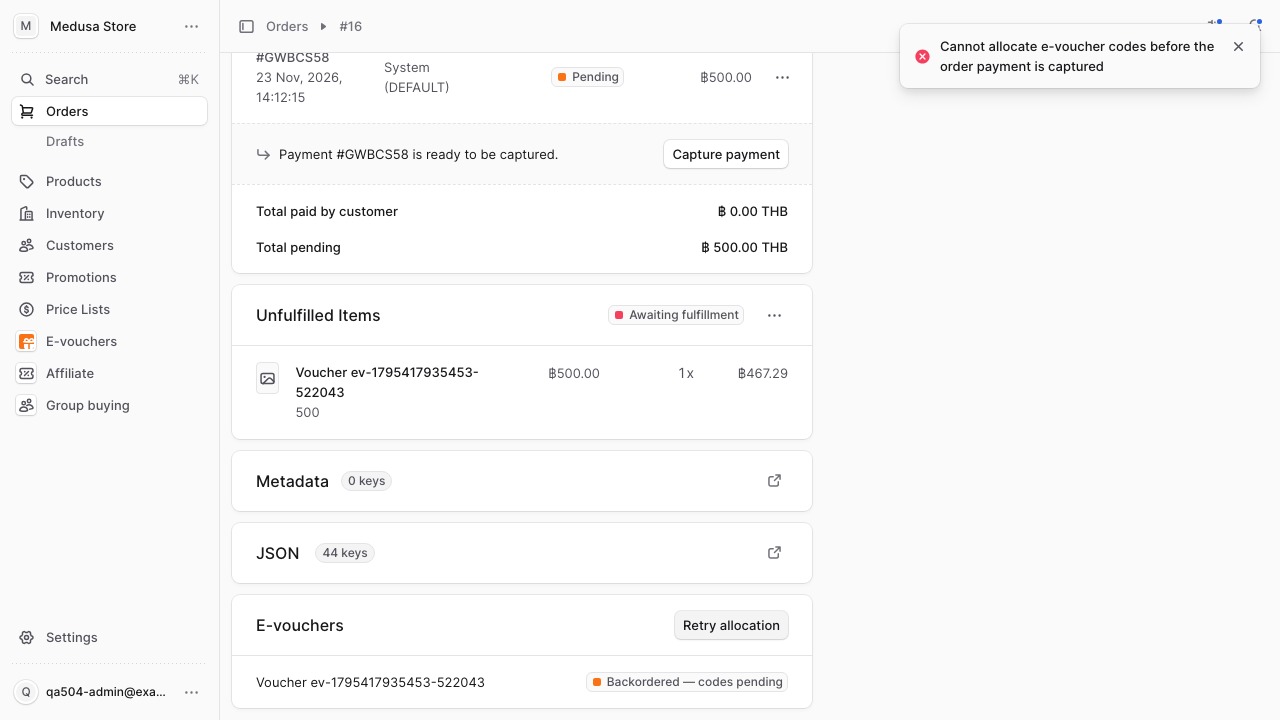 M
Medusa Store
Search
⌘K
Orders
Drafts
Products
Inventory
Customers
Promotions
Price Lists
E-vouchers
Affiliate
Group buying
Settings
Q
qa504-admin@exa...
Orders
#16
Cannot allocate e-voucher codes before the
order payment is captured
#GWBCS58
23 Nov, 2026,
14:12:15
System
(DEFAULT)
Pending
฿500.00
Payment #GWBCS58 is ready to be captured.
Capture payment
Total paid by customer
฿ 0.00 THB
Total pending
฿ 500.00 THB
Unfulfilled Items
Awaiting fulfillment
Voucher ev-1795417935453-
522043
500
฿500.00
1x
฿467.29
Metadata
0 keys
JSON
44 keys
E-vouchers
Retry allocation
Voucher ev-1795417935453-522043
Backordered — codes pending